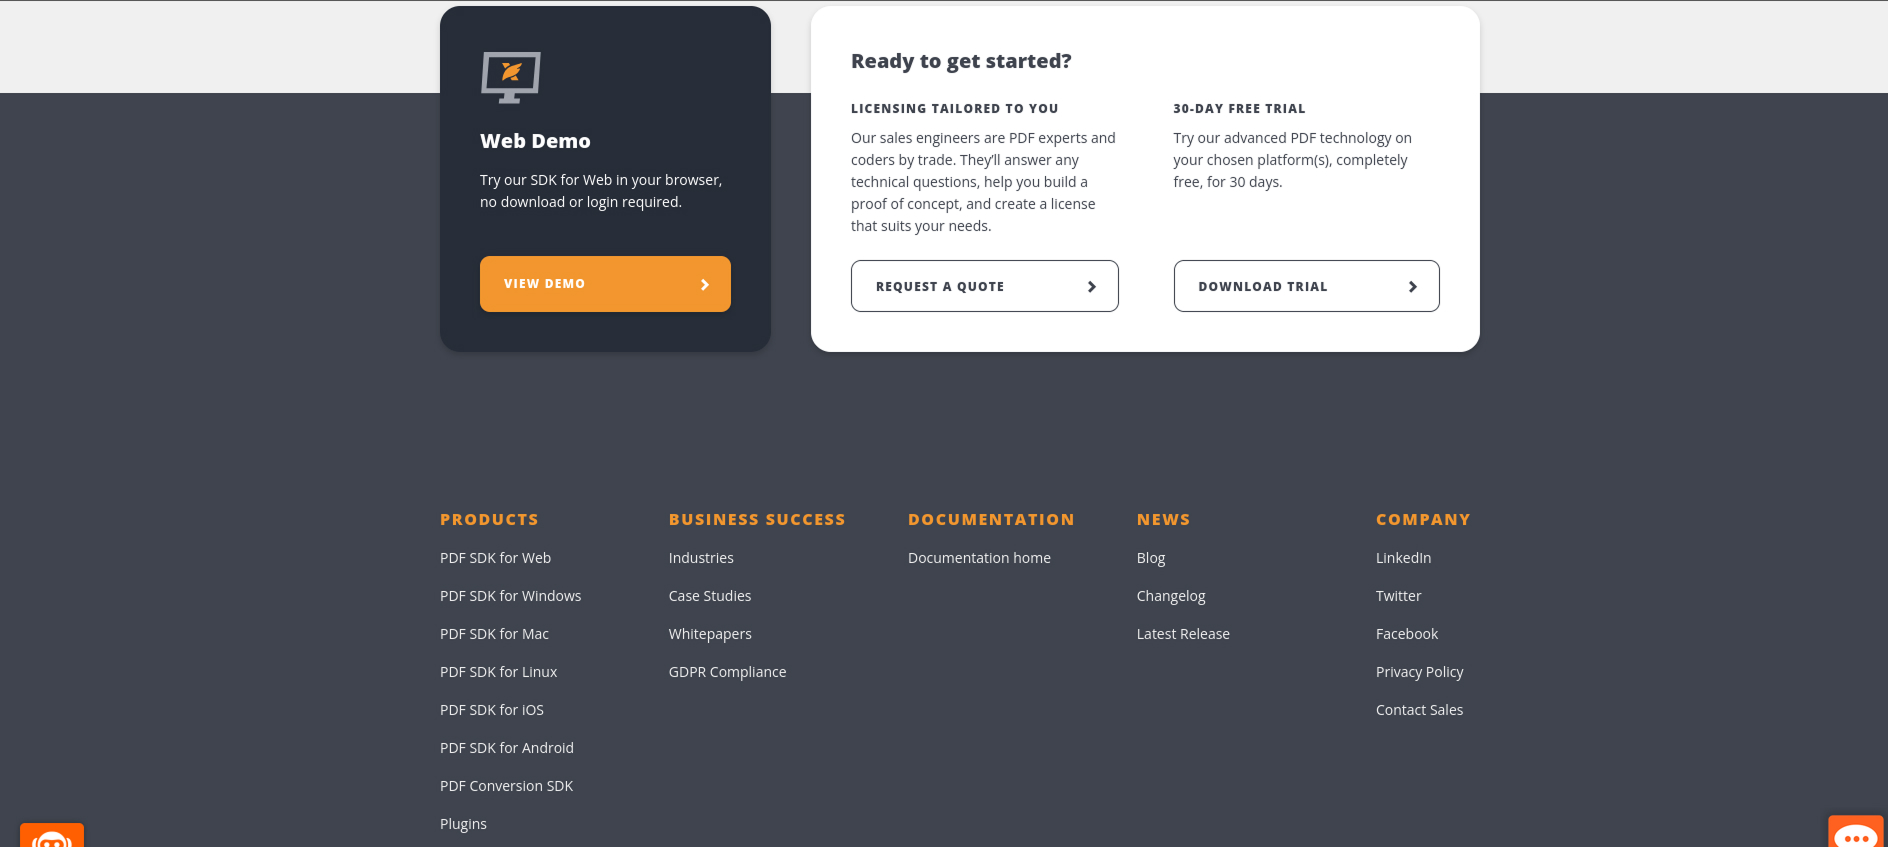 Web Demo
Try our SDK for Web in your browser,
no download or login required.
VIEW DEMO
Ready to get started?
LICENSING TAILORED TO YOU
Our sales engineers are PDF experts and
coders by trade. They’ll answer any
technical questions, help you build a
proof of concept, and create a license
that suits your needs.
REQUEST A QUOTE
30-DAY FREE TRIAL
Try our advanced PDF technology on
your chosen platform(s), completely
free, for 30 days.
DOWNLOAD TRIAL
PRODUCTS
PDF SDK for Web
PDF SDK for Windows
PDF SDK for Mac
PDF SDK for Linux
PDF SDK for iOS
PDF SDK for Android
PDF Conversion SDK
Plugins
BUSINESS SUCCESS
Industries
Case Studies
Whitepapers
GDPR Compliance
DOCUMENTATION
Documentation home
NEWS
Blog
Changelog
Latest Release
COMPANY
LinkedIn
Twitter
Facebook
Privacy Policy
Contact Sales